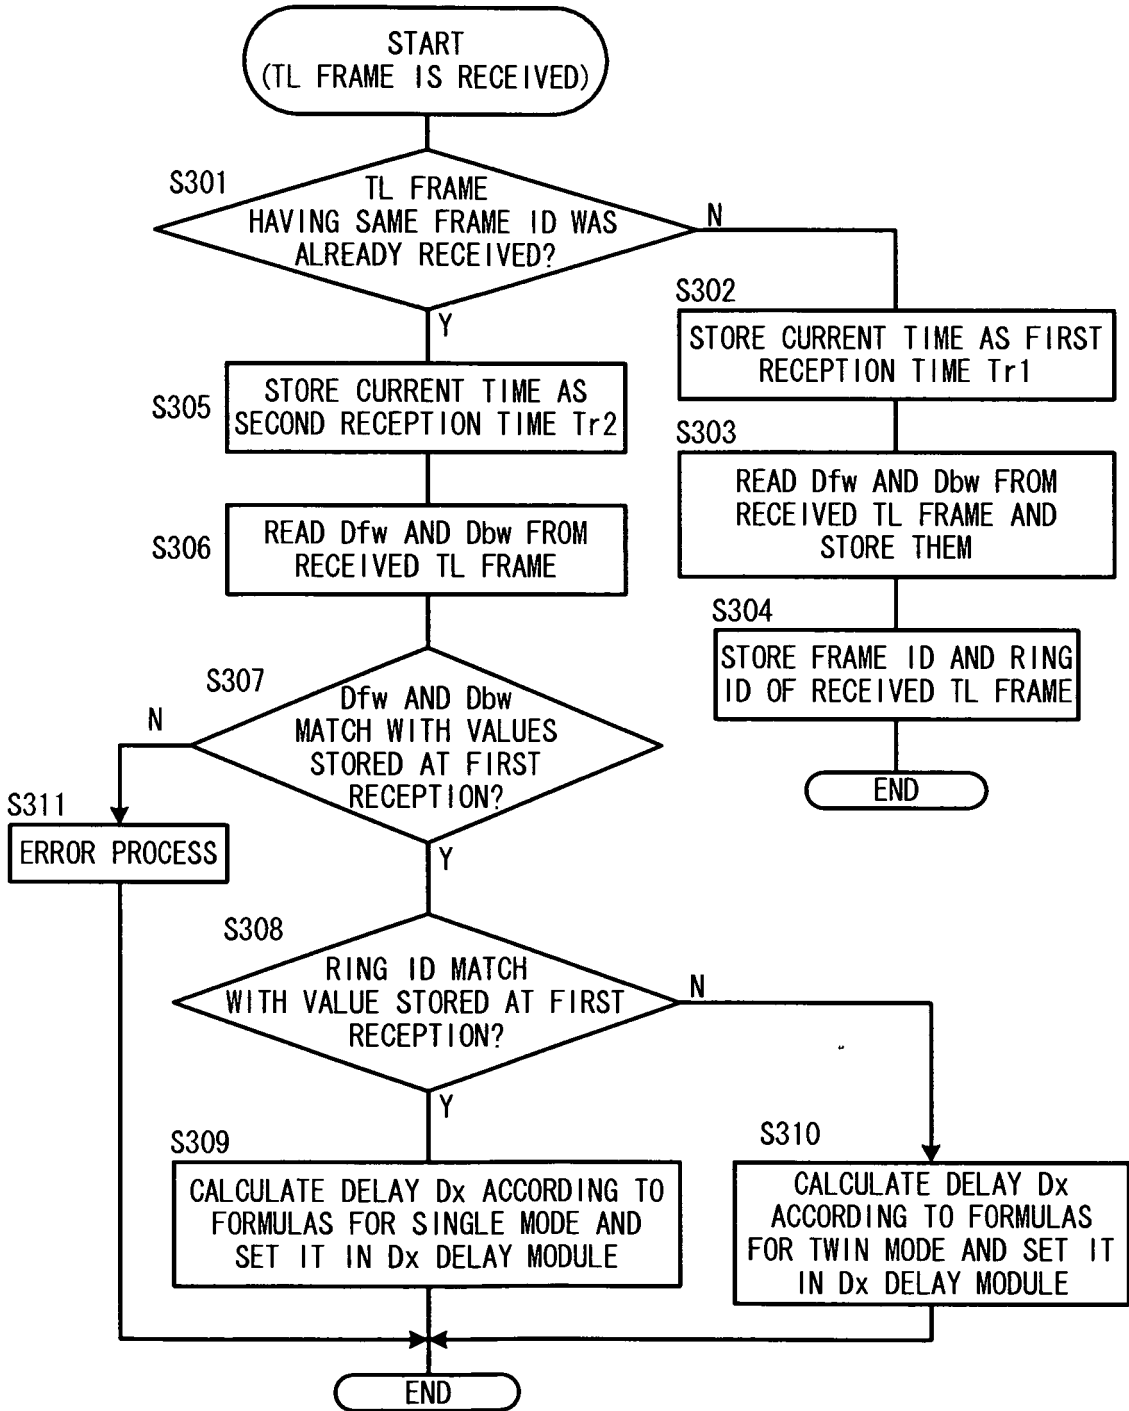 START
(TL FRAME IS RECEIVED)
S301
TL FRAME
HAVING SAME FRAME ID WAS
ALREADY RECEIVED?
N
Y
S302
STORE CURRENT TIME AS FIRST
RECEPTION TIME Tr1
S303
READ Dfw AND Dbw FROM
RECEIVED TL FRAME AND
STORE THEM
S304
STORE FRAME ID AND RING
ID OF RECEIVED TL FRAME
END
S305
STORE CURRENT TIME AS
SECOND RECEPTION TIME Tr2
S306
READ Dfw AND Dbw FROM
RECEIVED TL FRAME
S307
Dfw AND Dbw
MATCH WITH VALUES
STORED AT FIRST
RECEPTION?
N
Y
S311
ERROR PROCESS
S308
RING ID MATCH
WITH VALUE STORED AT FIRST
RECEPTION?
N
Y
S309
CALCULATE DELAY Dx ACCORDING TO
FORMULAS FOR SINGLE MODE AND
SET IT IN Dx DELAY MODULE
S310
CALCULATE DELAY Dx
ACCORDING TO FORMULAS
FOR TWIN MODE AND SET IT
IN Dx DELAY MODULE
END